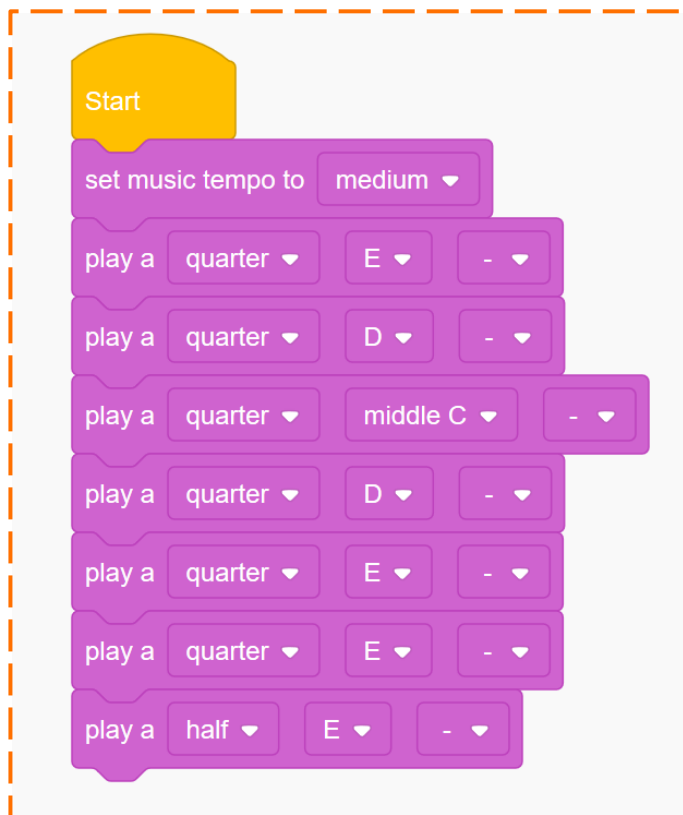 Start
set music tempo to medium
play a quarter E -
play a quarter D -
play a quarter middle C -
play a quarter D -
play a quarter E -
play a quarter E -
play a half E -